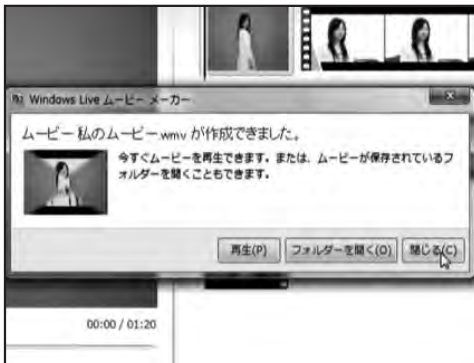 Windows Live ムービー メーカー
ムービー 私のムービー.wmv が作成できました。
今すぐムービーを再生できます。または、ムービーが保存されているフ
ォルダーを開くこともできます。
再生(P)
フォルダーを開く(O)
閉じる(C)
00:00 / 01:20